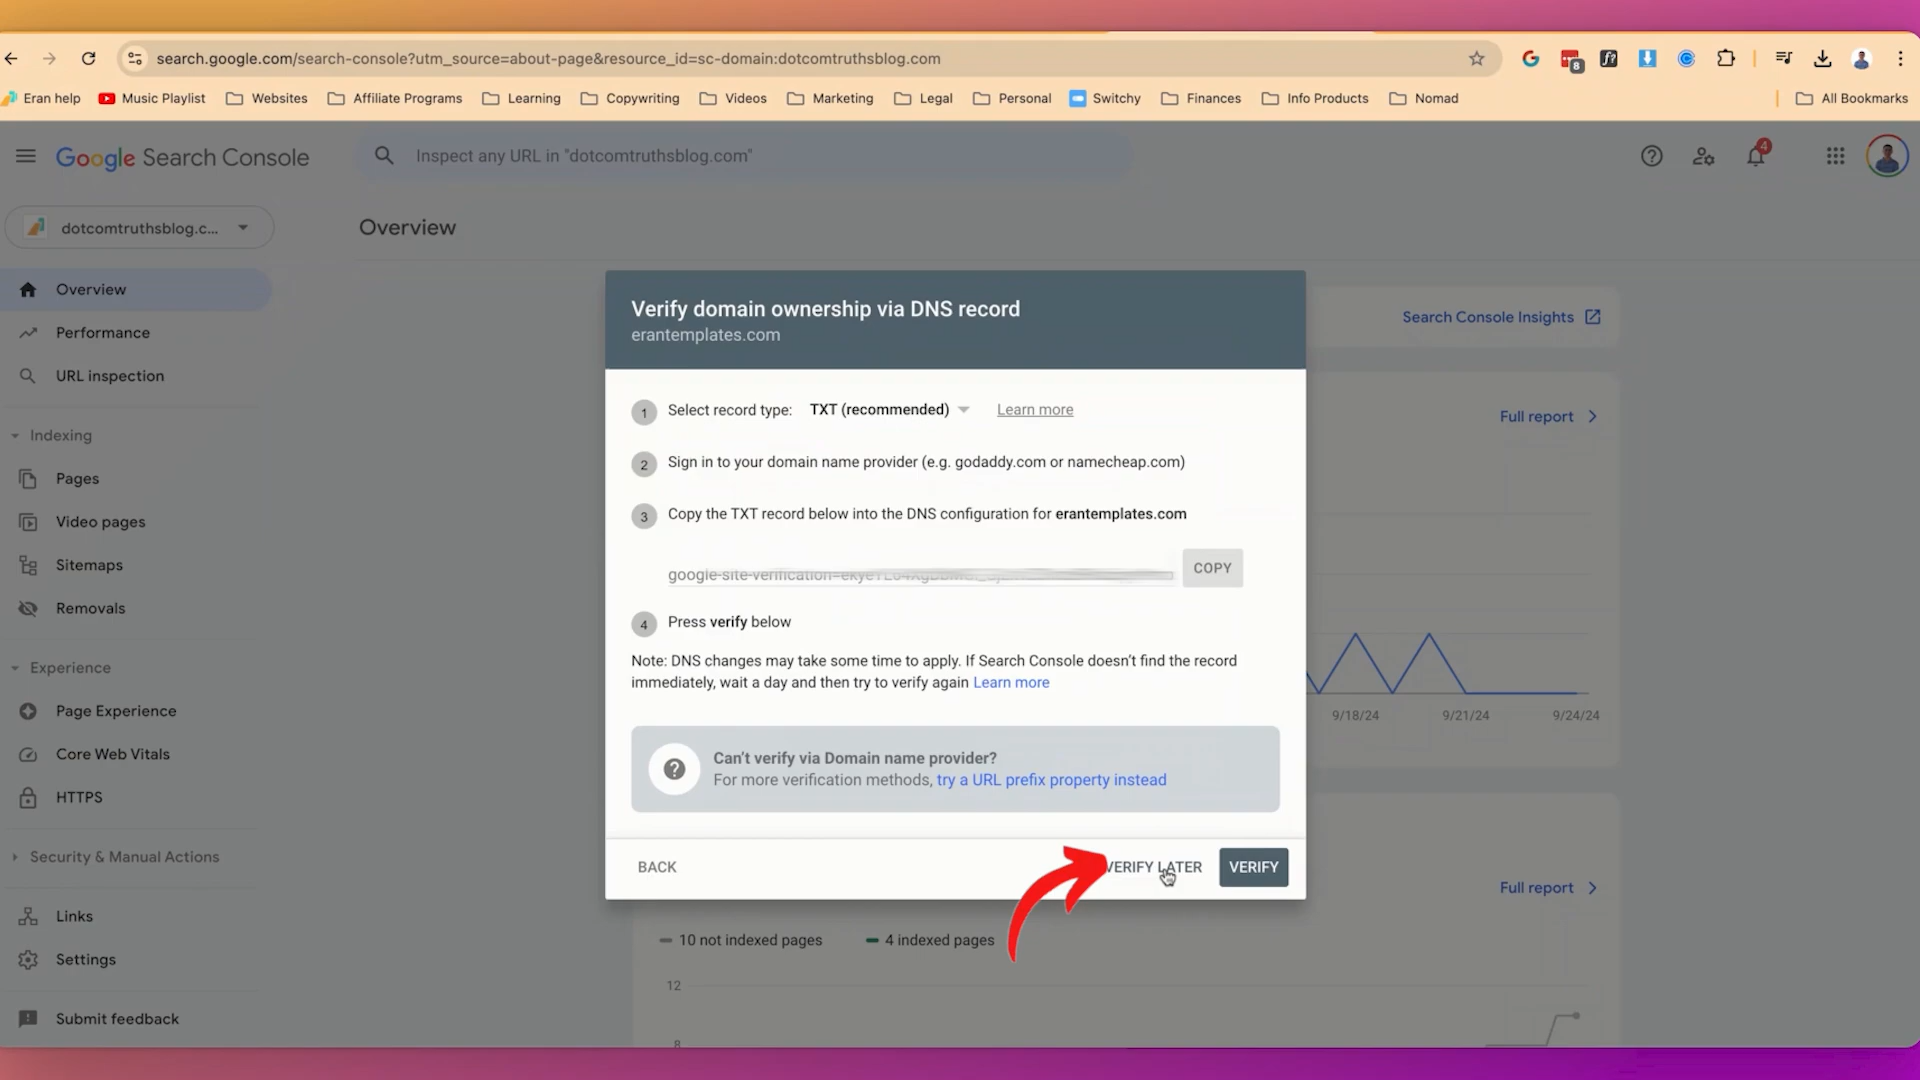 search.google.com/search-console?utm_source=about-page&resource_id=sc-domain:dotcomtruthsblog.com
8
Eran help
Music Playlist
Websites
Affiliate Programs
Learning
Copywriting
Videos
Marketing
Legal
Personal
Switchy
Finances
Info Products
Nomad
All Bookmarks
Google Search Console
Inspect any URL in "dotcomtruthsblog.com"
4
dotcomtruthsblog.c...
Overview
Overview
Performance
URL inspection
Indexing
Pages
Video pages
Sitemaps
Removals
Experience
Page Experience
Core Web Vitals
HTTPS
Security & Manual Actions
Links
Settings
Submit feedback
Search Console Insights
Full report
9/18/24
9/21/24
9/24/24
Verify domain ownership via DNS record
erantemplates.com
1 Select record type: TXT (recommended) Learn more
2 Sign in to your domain name provider (e.g. godaddy.com or namecheap.com)
3 Copy the TXT record below into the DNS configuration for erantemplates.com
google-site-verification=
COPY
4 Press verify below
Note: DNS changes may take some time to apply. If Search Console doesn't find the record
immediately, wait a day and then try to verify again Learn more
Can't verify via Domain name provider?
For more verification methods, try a URL prefix property instead
BACK
VERIFY LATER
VERIFY
Full report
10 not indexed pages
4 indexed pages
12
8